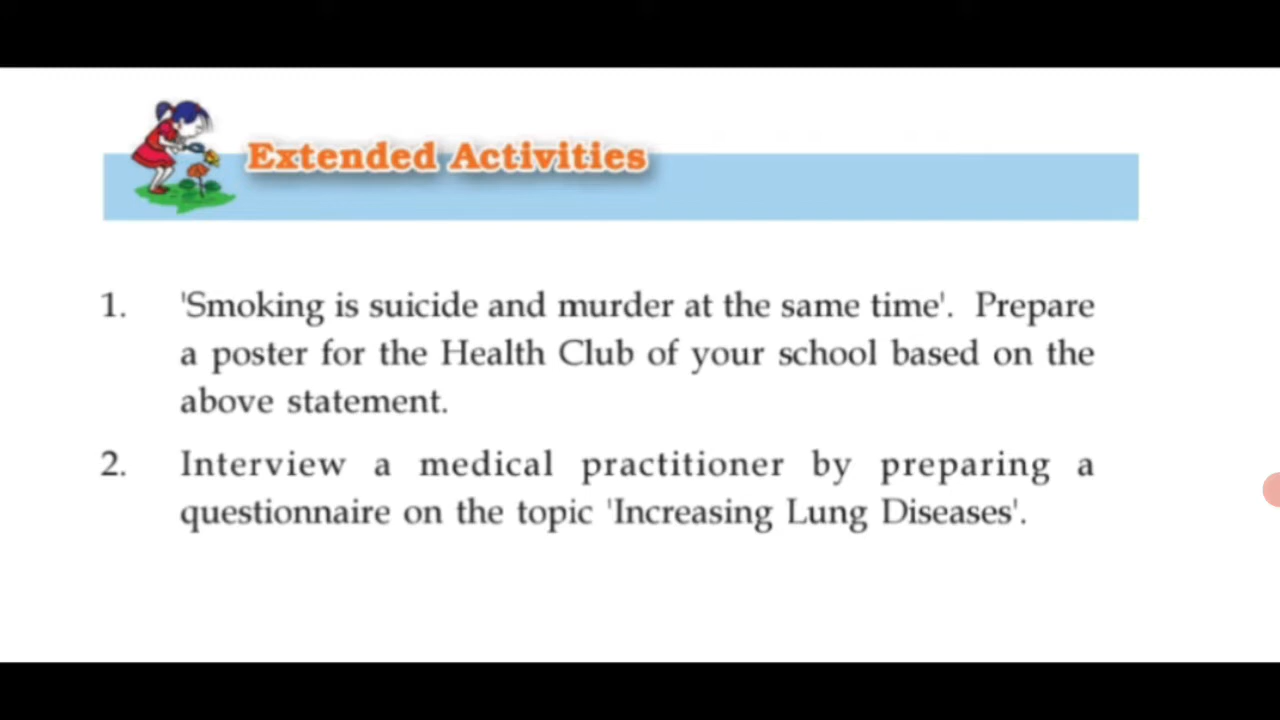 Extended Activities
1. 'Smoking is suicide and murder at the same time'. Prepare
a poster for the Health Club of your school based on the
above statement.
2. Interview a medical practitioner by preparing a
questionnaire on the topic 'Increasing Lung Diseases'.